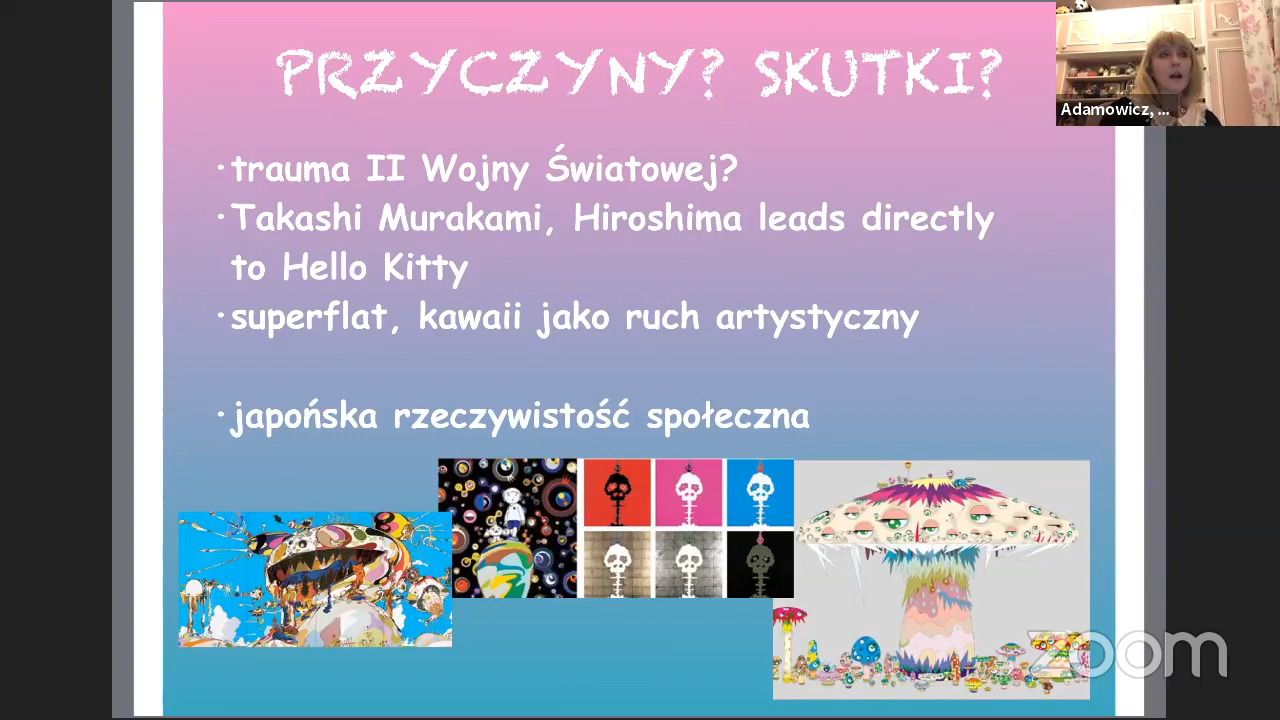 PRZYCZYNY? SKUTKI?
Adamowicz, ...
· trauma II Wojny Światowej?
· Takashi Murakami, Hiroshima leads directly
to Hello Kitty
· superflat, kawaii jako ruch artystyczny
· japońska rzeczywistość społeczna
zoom